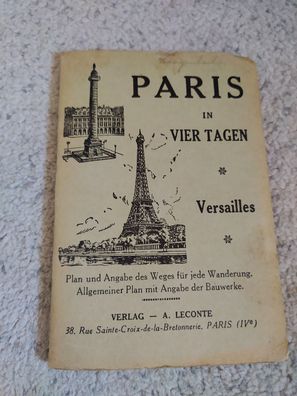 PARIS
IN
VIER TAGEN
*
Versailles
*
Plan und Angabe des Weges für jede Wanderung.
Allgemeiner Plan mit Angabe der Bauwerke.
VERLAG — A. LECONTE
38, Rue Sainte-Croix-de-la-Bretonnerie, PARIS (IVe)